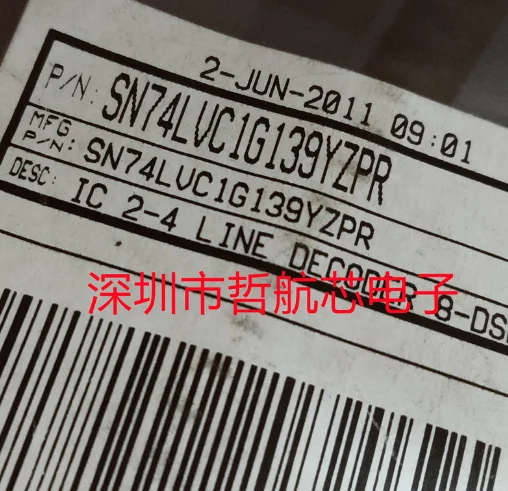 2-JUN-2011 09:01
P/N: SN74LVC1G139YZPR
MFG P/N: SN74LVC1G139YZPR
DESC: IC 2-4 LINE DECODER 8-DS
深圳市哲航芯电子